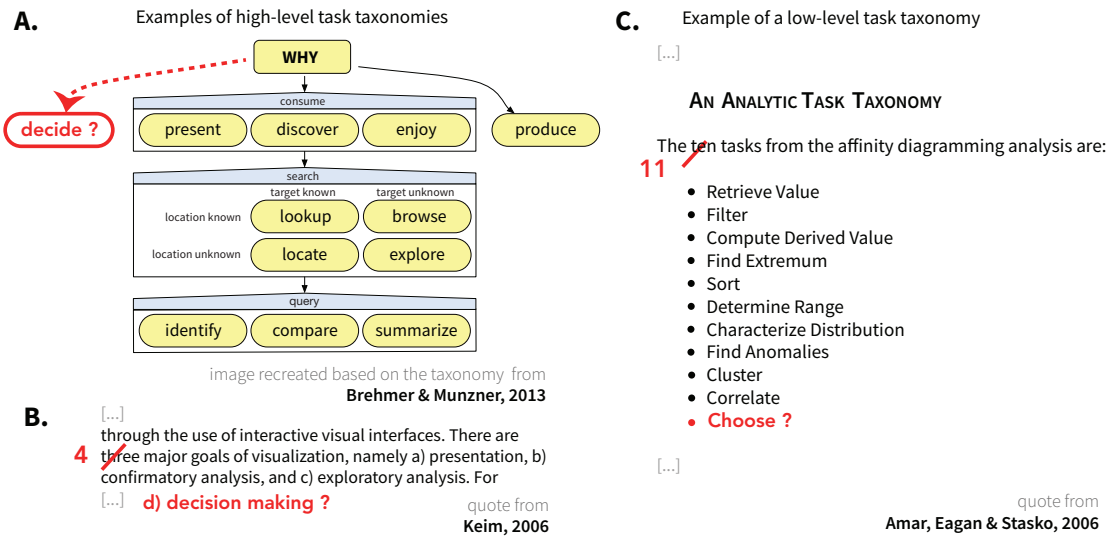 A.
Examples of high-level task taxonomies
WHY
decide ?
consume
present discover enjoy
produce
search
target known target unknown
location known lookup browse
location unknown locate explore
query
identify compare summarize
image recreated based on the taxonomy from
Brehmer & Munzner, 2013
B.
[...]
through the use of interactive visual interfaces. There are
4 three major goals of visualization, namely a) presentation, b)
confirmatory analysis, and c) exploratory analysis. For
[...] d) decision making ?
quote from
Keim, 2006
C.
Example of a low-level task taxonomy
[...]
AN ANALYTIC TASK TAXONOMY
The ten tasks from the affinity diagramming analysis are:
11
• Retrieve Value
• Filter
• Compute Derived Value
• Find Extremum
• Sort
• Determine Range
• Characterize Distribution
• Find Anomalies
• Cluster
• Correlate
• Choose ?
[...]
quote from
Amar, Eagan & Stasko, 2006